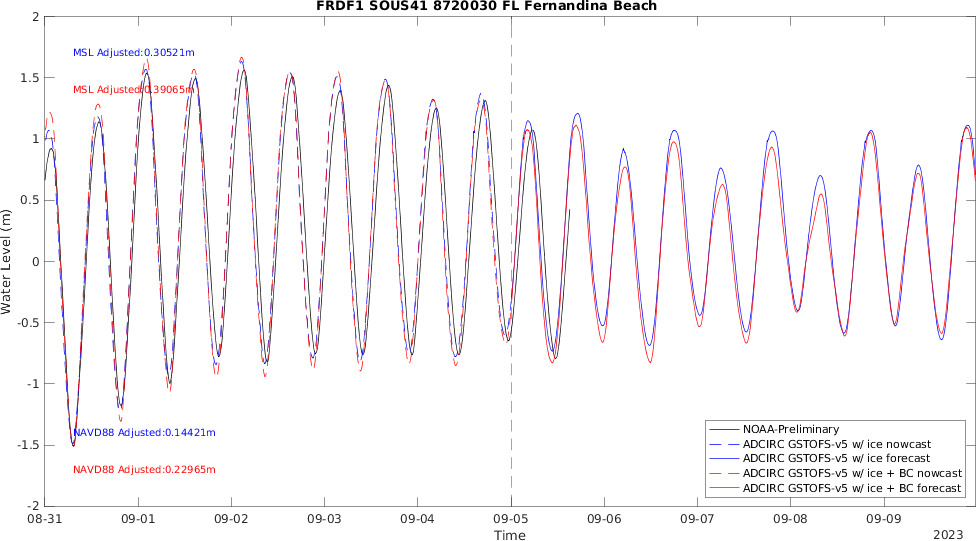 FRDF1 SOUS41 8720030 FL Fernandina Beach
2
1.5
1
0.5
0
-0.5
-1
-1.5
-2
Water Level (m)
MSL Adjusted:0.30521m
MSL Adjusted:0.39065m
NAVD88 Adjusted:0.14421m
NAVD88 Adjusted:0.22965m
NOAA-Preliminary
ADCIRC GSTOFS-v5 w/ ice nowcast
ADCIRC GSTOFS-v5 w/ ice forecast
ADCIRC GSTOFS-v5 w/ ice + BC nowcast
ADCIRC GSTOFS-v5 w/ ice + BC forecast
08-31 09-01 09-02 09-03 09-04 09-05 09-06 09-07 09-08 09-09
Time
2023